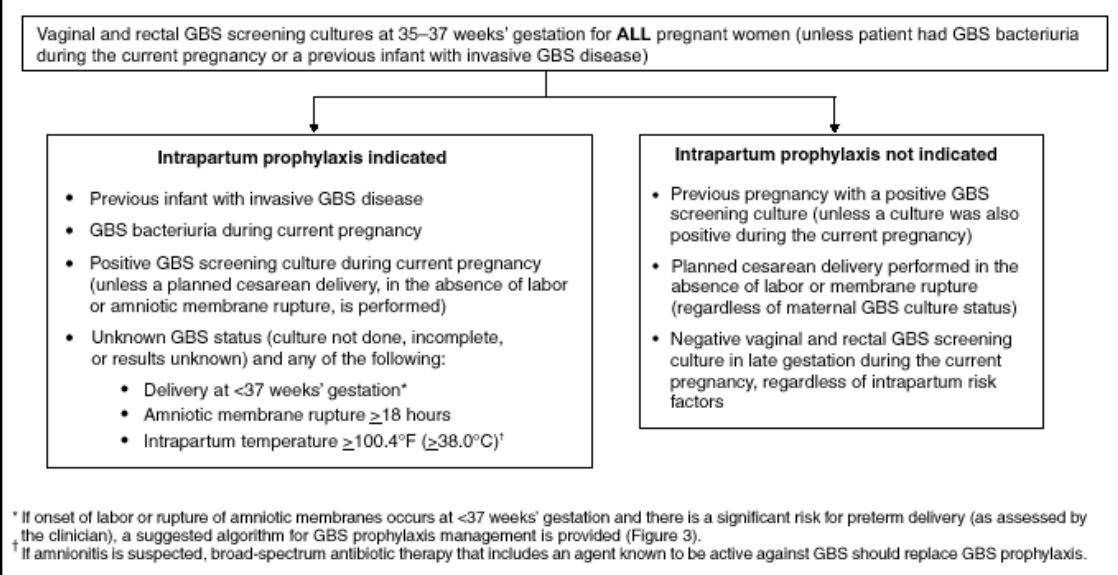 Vaginal and rectal GBS screening cultures at 35–37 weeks' gestation for ALL pregnant women (unless patient had GBS bacteriuria
during the current pregnancy or a previous infant with invasive GBS disease)
Intrapartum prophylaxis indicated
• Previous infant with invasive GBS disease
• GBS bacteriuria during current pregnancy
• Positive GBS screening culture during current pregnancy
(unless a planned cesarean delivery, in the absence of labor
or amniotic membrane rupture, is performed)
• Unknown GBS status (culture not done, incomplete,
or results unknown) and any of the following:
• Delivery at <37 weeks' gestation*
• Amniotic membrane rupture ≥18 hours
• Intrapartum temperature ≥100.4°F (≥38.0°C)†
Intrapartum prophylaxis not indicated
• Previous pregnancy with a positive GBS
screening culture (unless a culture was also
positive during the current pregnancy)
• Planned cesarean delivery performed in the
absence of labor or membrane rupture
(regardless of maternal GBS culture status)
• Negative vaginal and rectal GBS screening
culture in late gestation during the current
pregnancy, regardless of intrapartum risk
factors
* If onset of labor or rupture of amniotic membranes occurs at <37 weeks' gestation and there is a significant risk for preterm delivery (as assessed by
the clinician), a suggested algorithm for GBS prophylaxis management is provided (Figure 3).
† If amnionitis is suspected, broad-spectrum antibiotic therapy that includes an agent known to be active against GBS should replace GBS prophylaxis.